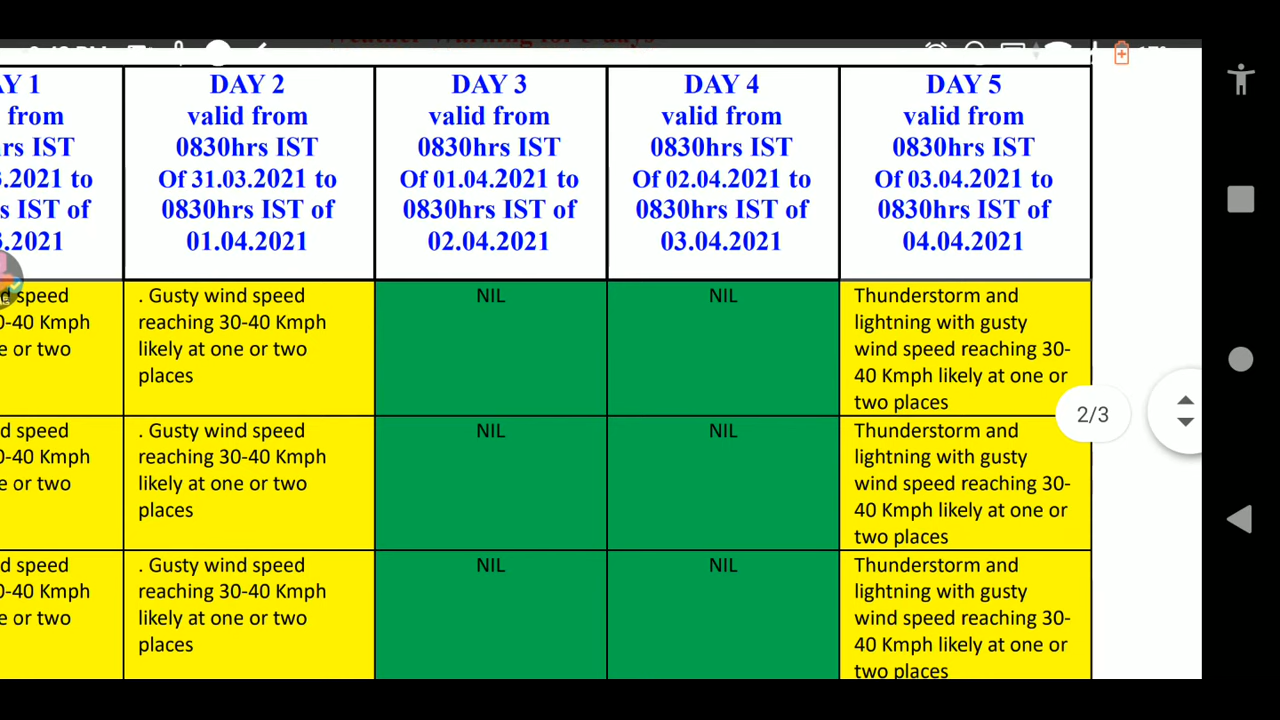 Weather Warning for 5 days
AY 1
from
rs IST
.2021 to
s IST of
.2021
DAY 2
valid from
0830hrs IST
Of 31.03.2021 to
0830hrs IST of
01.04.2021
DAY 3
valid from
0830hrs IST
Of 01.04.2021 to
0830hrs IST of
02.04.2021
DAY 4
valid from
0830hrs IST
Of 02.04.2021 to
0830hrs IST of
03.04.2021
DAY 5
valid from
0830hrs IST
Of 03.04.2021 to
0830hrs IST of
04.04.2021
d speed
0-40 Kmph
e or two
. Gusty wind speed
reaching 30-40 Kmph
likely at one or two
places
NIL
NIL
Thunderstorm and
lightning with gusty
wind speed reaching 30-
40 Kmph likely at one or
two places
d speed
0-40 Kmph
e or two
. Gusty wind speed
reaching 30-40 Kmph
likely at one or two
places
NIL
NIL
Thunderstorm and
lightning with gusty
wind speed reaching 30-
40 Kmph likely at one or
two places
d speed
0-40 Kmph
e or two
. Gusty wind speed
reaching 30-40 Kmph
likely at one or two
places
NIL
NIL
Thunderstorm and
lightning with gusty
wind speed reaching 30-
40 Kmph likely at one or
two places
2/3